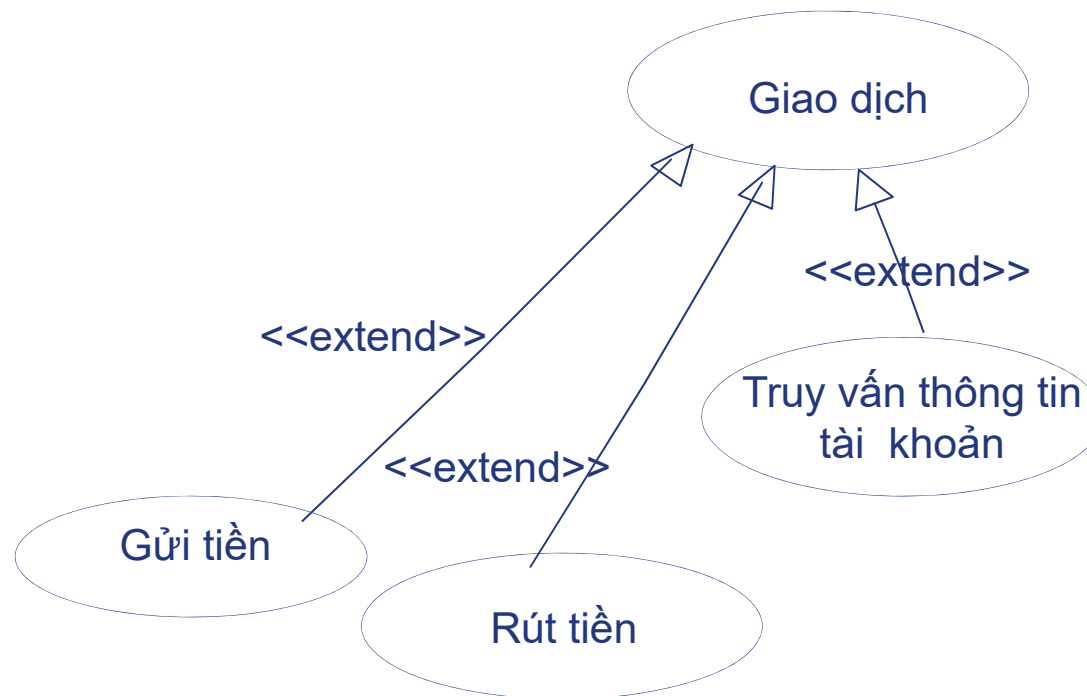 Giao dịch
<<extend>>
<<extend>>
Truy vấn thông tin
tài khoản
<<extend>>
Gửi tiền
Rút tiền